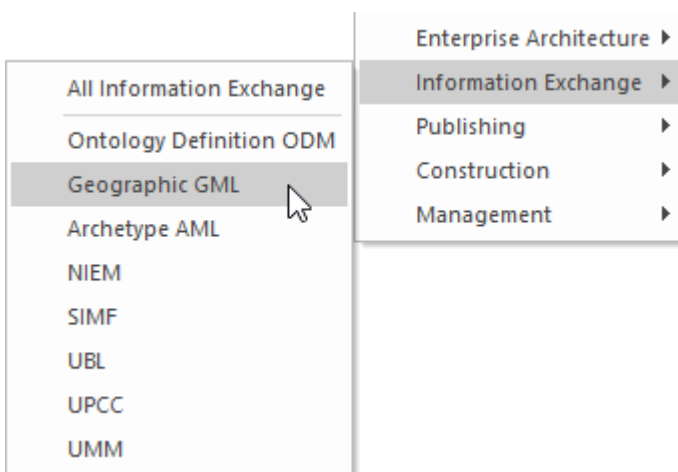 Enterprise Architecture
Information Exchange
Publishing
Construction
Management
All Information Exchange
Ontology Definition ODM
Geographic GML
Archetype AML
NIEM
SIMF
UBL
UPCC
UMM